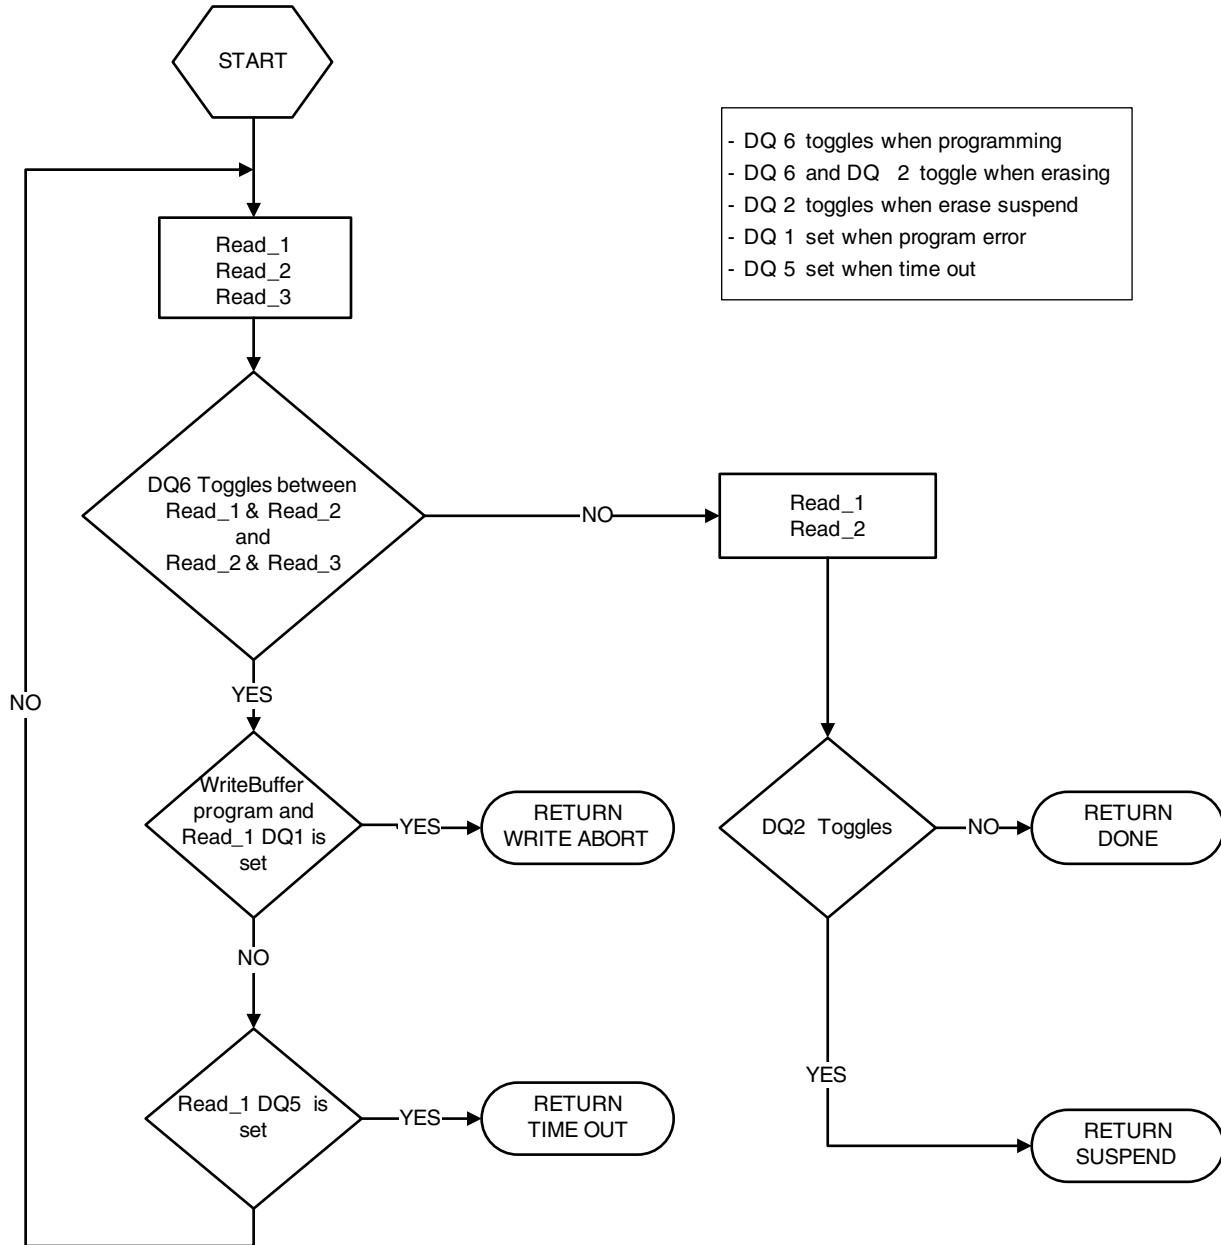 START
- DQ 6 toggles when programming
- DQ 6 and DQ 2 toggle when erasing
- DQ 2 toggles when erase suspend
- DQ 1 set when program error
- DQ 5 set when time out
Read_1
Read_2
Read_3
DQ6 Toggles between
Read_1 & Read_2
and
Read_2 & Read_3
NO
Read_1
Read_2
YES
NO
WriteBuffer
program and
Read_1 DQ1 is
set
YES
RETURN
WRITE ABORT
DQ2 Toggles
NO
RETURN
DONE
NO
YES
Read_1 DQ5 is
set
YES
RETURN
TIME OUT
RETURN
SUSPEND